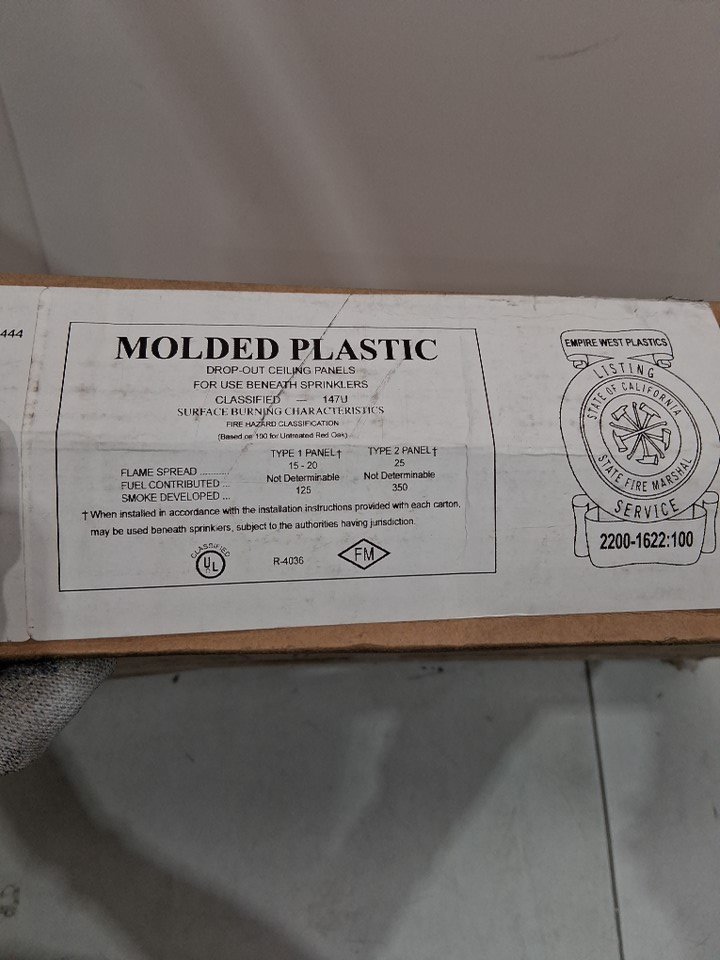 444
MOLDED PLASTIC
DROP-OUT CEILING PANELS
FOR USE BENEATH SPRINKLERS
CLASSIFIED — 147U
SURFACE BURNING CHARACTERISTICS
FIRE HAZARD CLASSIFICATION
(Based on 100 for Untreated Red Oak)
TYPE 1 PANEL† TYPE 2 PANEL†
FLAME SPREAD ........... 15 - 20 25
FUEL CONTRIBUTED ... Not Determinable Not Determinable
SMOKE DEVELOPED ... 125 350
† When installed in accordance with the installation instructions provided with each carton,
may be used beneath sprinklers, subject to the authorities having jurisdiction.
CLASSIFIED
UL
R-4036
FM
EMPIRE WEST PLASTICS
LISTING
STATE OF CALIFORNIA
STATE FIRE MARSHAL
SERVICE
2200-1622:100